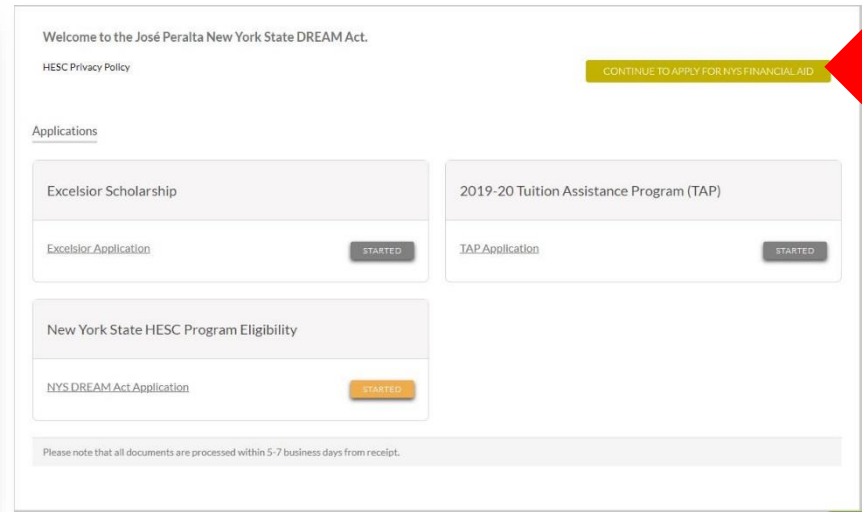 Welcome to the José Peralta New York State DREAM Act.
HESC Privacy Policy
CONTINUE TO APPLY FOR NYS FINANCIAL AID
Applications
Excelsior Scholarship
Excelsior Application
STARTED
2019-20 Tuition Assistance Program (TAP)
TAP Application
STARTED
New York State HESC Program Eligibility
NYS DREAM Act Application
STARTED
Please note that all documents are processed within 5-7 business days from receipt.